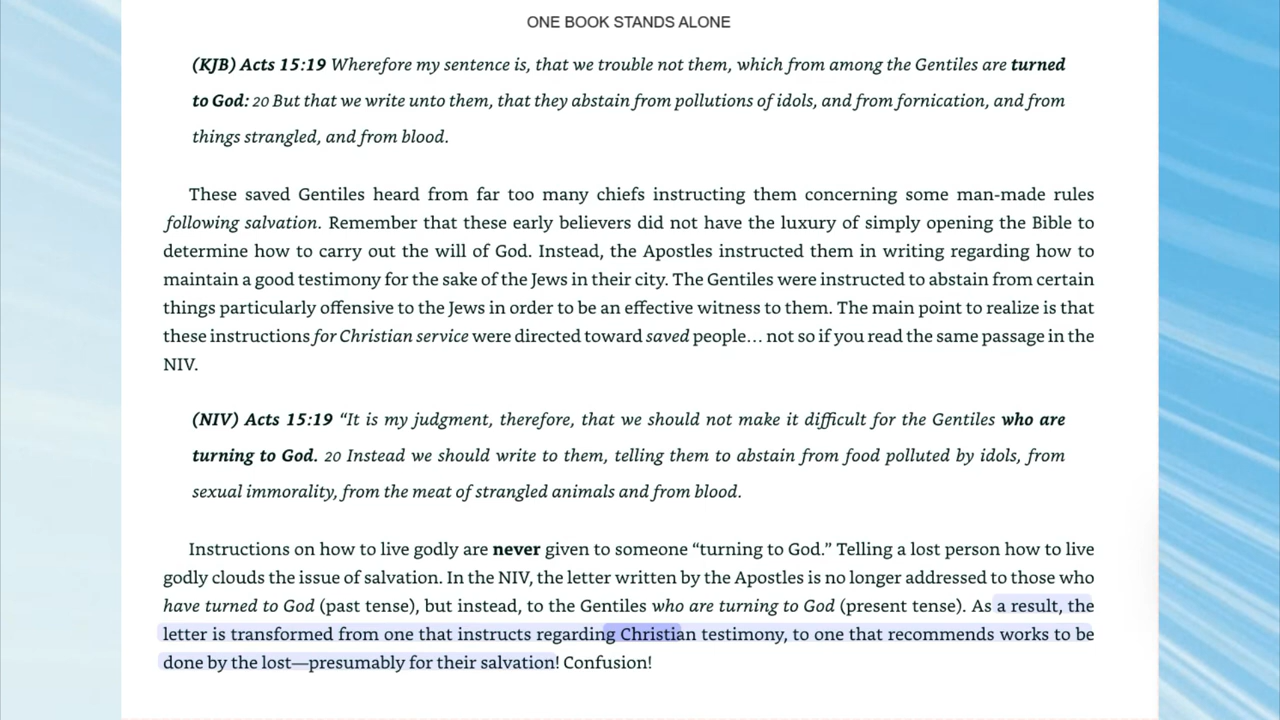 ONE BOOK STANDS ALONE
(KJB) Acts 15:19 Wherefore my sentence is, that we trouble not them, which from among the Gentiles are turned
to God: 20 But that we write unto them, that they abstain from pollutions of idols, and from fornication, and from
things strangled, and from blood.
These saved Gentiles heard from far too many chiefs instructing them concerning some man-made rules
following salvation. Remember that these early believers did not have the luxury of simply opening the Bible to
determine how to carry out the will of God. Instead, the Apostles instructed them in writing regarding how to
maintain a good testimony for the sake of the Jews in their city. The Gentiles were instructed to abstain from certain
things particularly offensive to the Jews in order to be an effective witness to them. The main point to realize is that
these instructions for Christian service were directed toward saved people… not so if you read the same passage in the
NIV.
(NIV) Acts 15:19 “It is my judgment, therefore, that we should not make it difficult for the Gentiles who are
turning to God. 20 Instead we should write to them, telling them to abstain from food polluted by idols, from
sexual immorality, from the meat of strangled animals and from blood.
Instructions on how to live godly are never given to someone “turning to God.” Telling a lost person how to live
godly clouds the issue of salvation. In the NIV, the letter written by the Apostles is no longer addressed to those who
have turned to God (past tense), but instead, to the Gentiles who are turning to God (present tense). As a result, the
letter is transformed from one that instructs regarding Christian testimony, to one that recommends works to be
done by the lost—presumably for their salvation! Confusion!